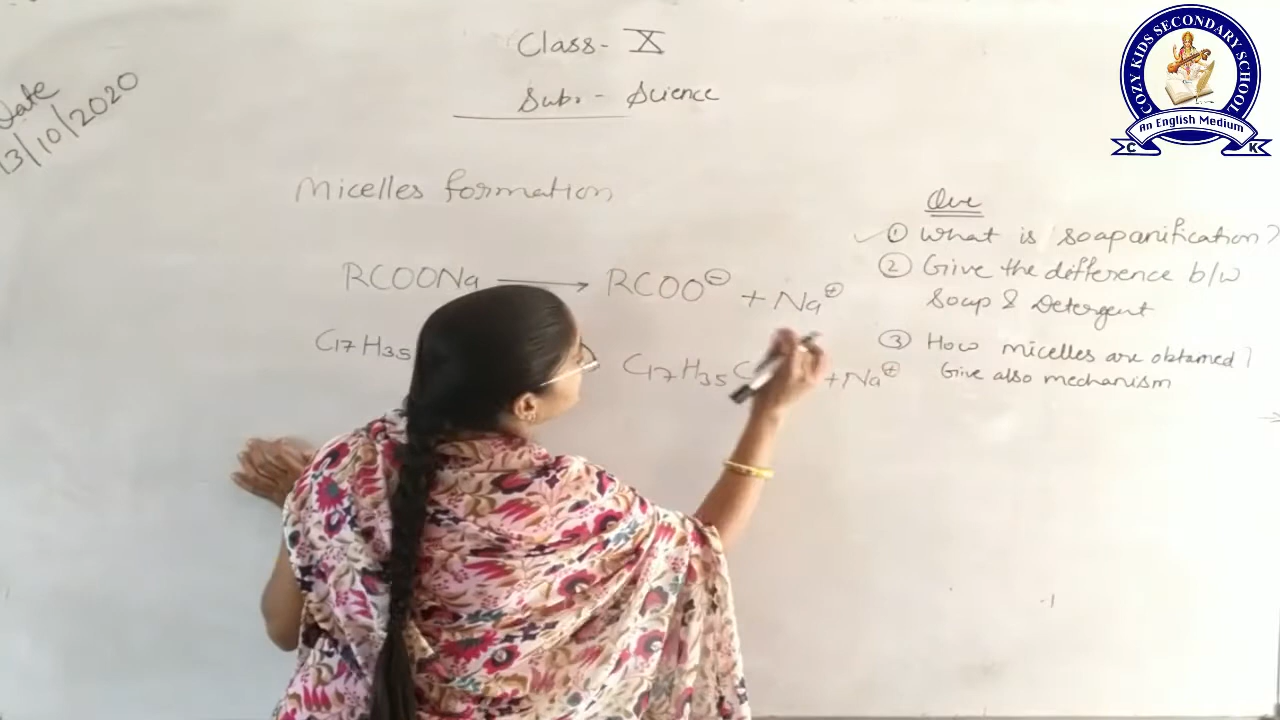 Class - X
Sub. - Science
Date
13/10/2020
Micelles formation
RCOONa → RCOO⊖ + Na⊕
C17H35
C17H35C + Na⊕
Que
① What is soapanification?
② Give the difference b/w
Soap & Detergent
③ How micelles are obtained?
Give also mechanism
COZY KIDS SECONDARY SCHOOL
An English Medium
C K